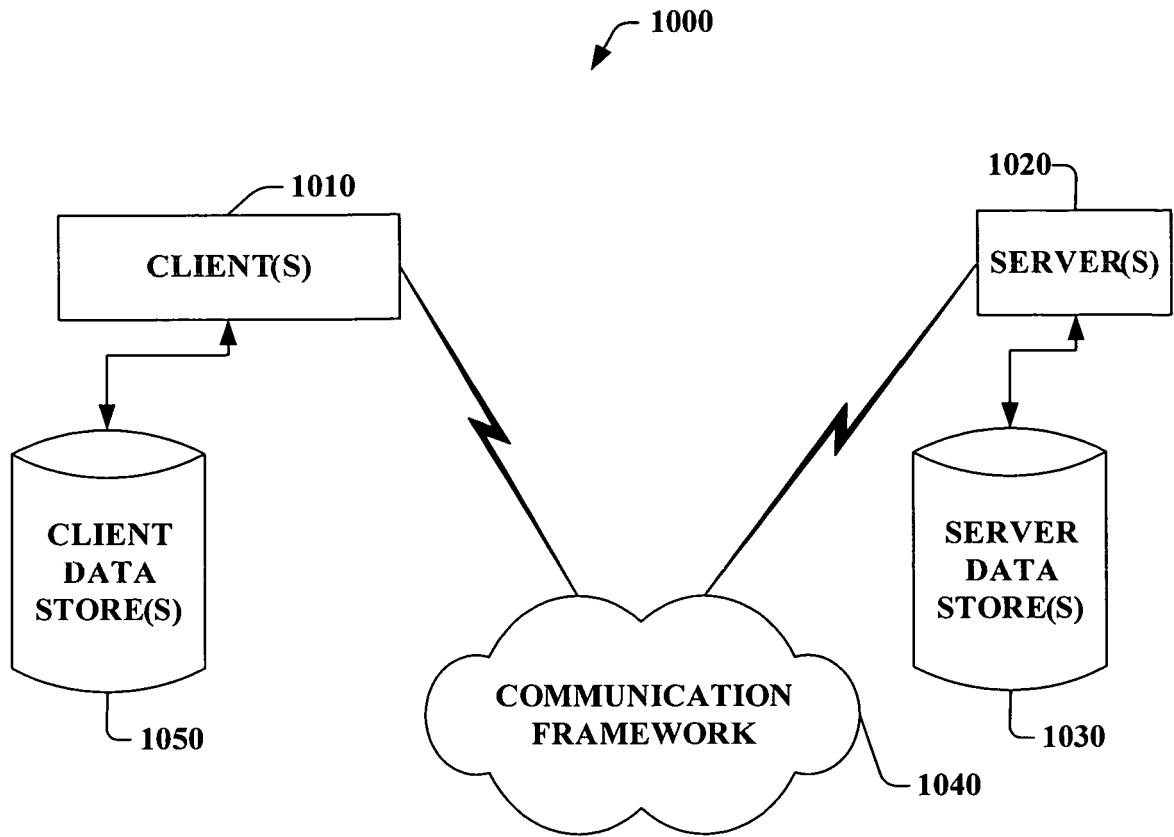 1000
1010
1020
CLIENT(S)
SERVER(S)
CLIENT
DATA
STORE(S)
SERVER
DATA
STORE(S)
COMMUNICATION
FRAMEWORK
1050
1030
1040